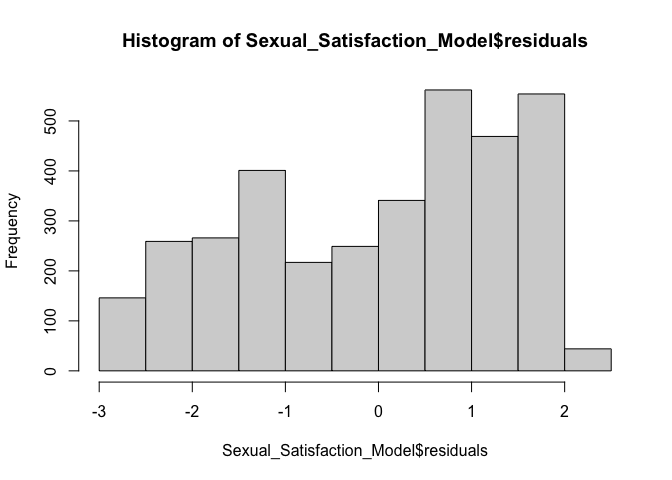 Histogram of Sexual_Satisfaction_Model$residuals
Frequency
500
400
300
200
100
0
-3 -2 -1 0 1 2
Sexual_Satisfaction_Model$residuals